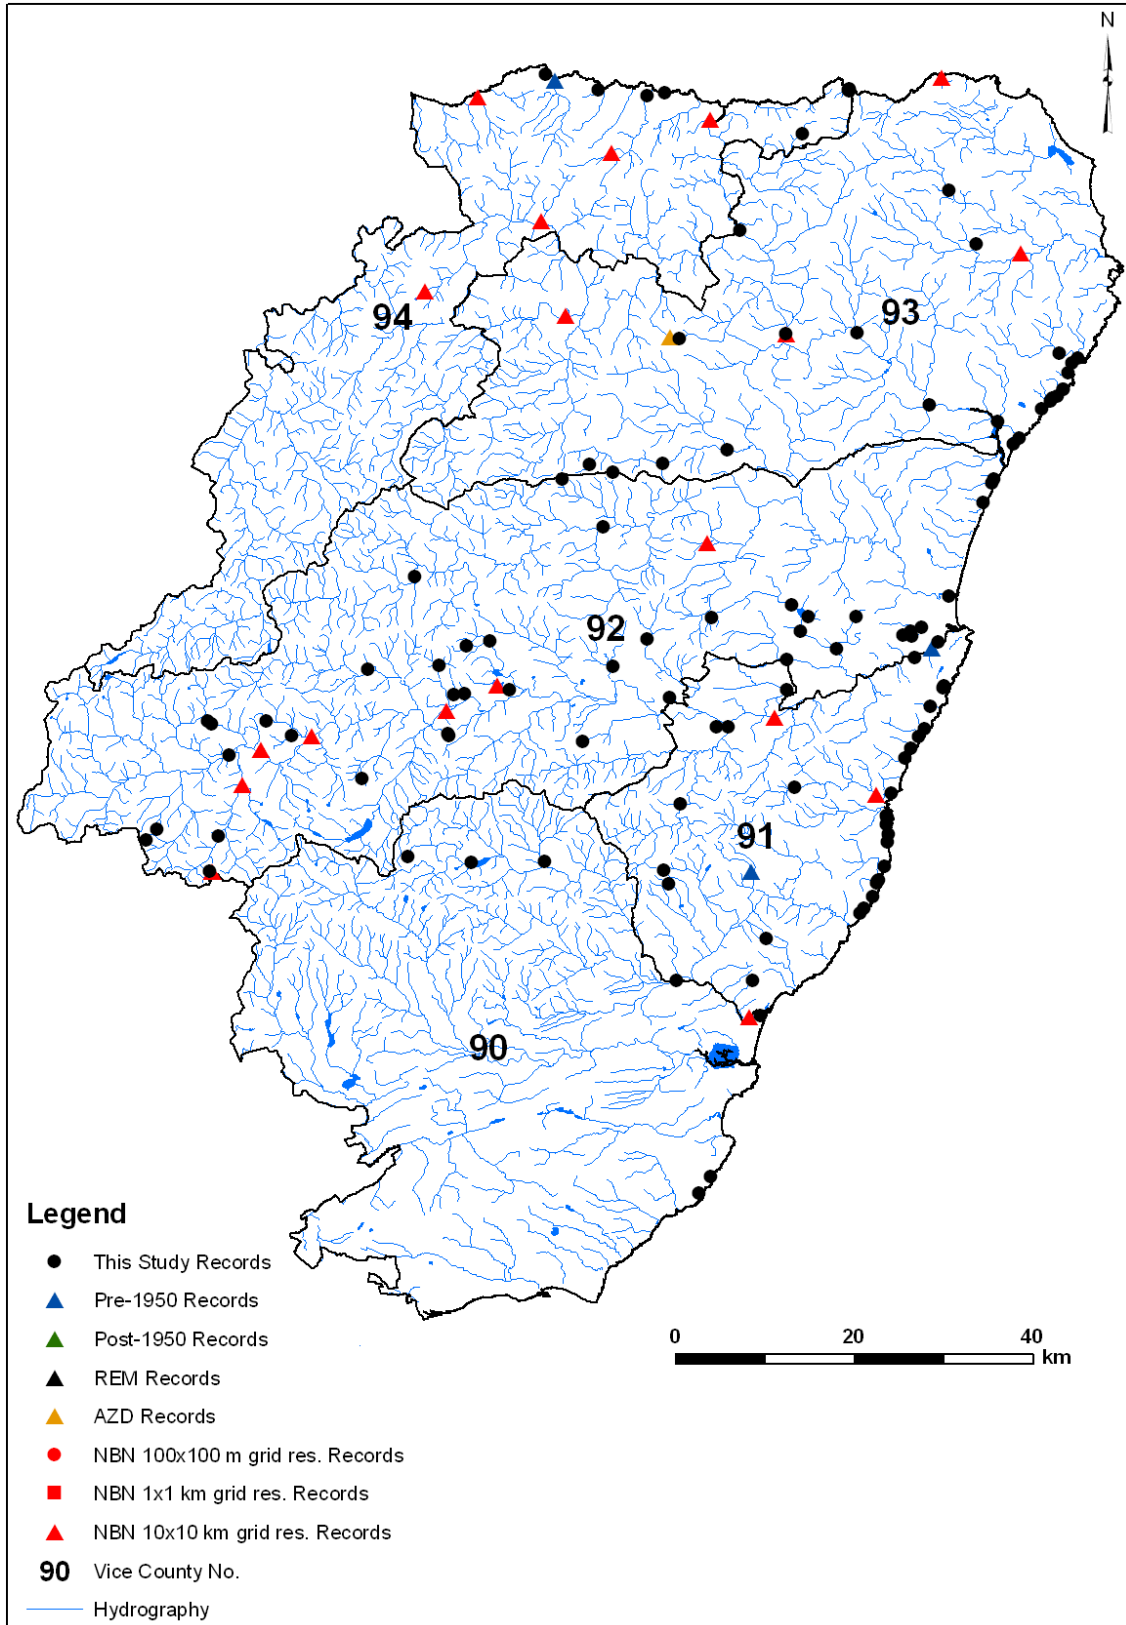 N
94
93
92
91
90
Legend
This Study Records
Pre-1950 Records
Post-1950 Records
REM Records
AZD Records
NBN 100x100 m grid res. Records
NBN 1x1 km grid res. Records
NBN 10x10 km grid res. Records
90 Vice County No.
Hydrography
0 20 40
km